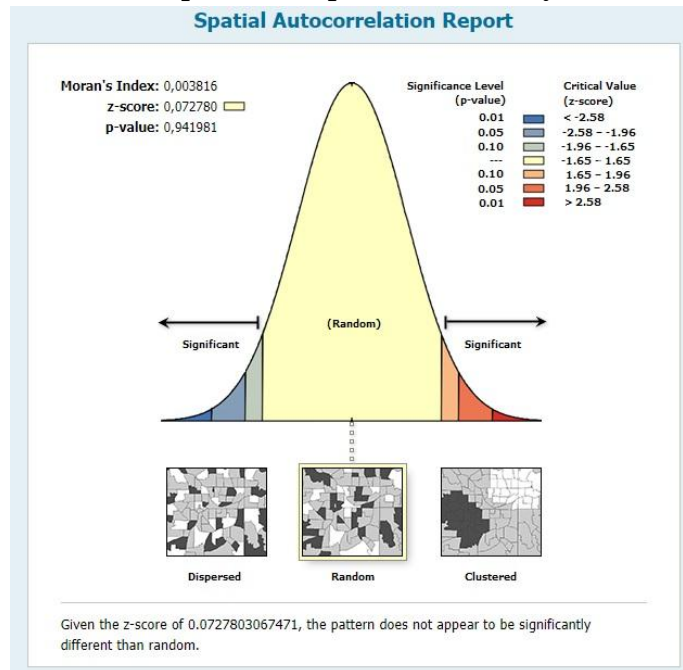 Spatial Autocorrelation Report
Moran's Index: 0,003816
z-score: 0,072780
p-value: 0,941981
Significance Level
(p-value)
Critical Value
(z-score)
0.01 < -2.58
0.05 -2.58 - -1.96
0.10 -1.96 - -1.65
--- -1.65 - 1.65
0.10 1.65 - 1.96
0.05 1.96 - 2.58
0.01 > 2.58
(Random)
Significant Significant
Dispersed Random Clustered
Given the z-score of 0.0727803067471, the pattern does not appear to be significantly
different than random.